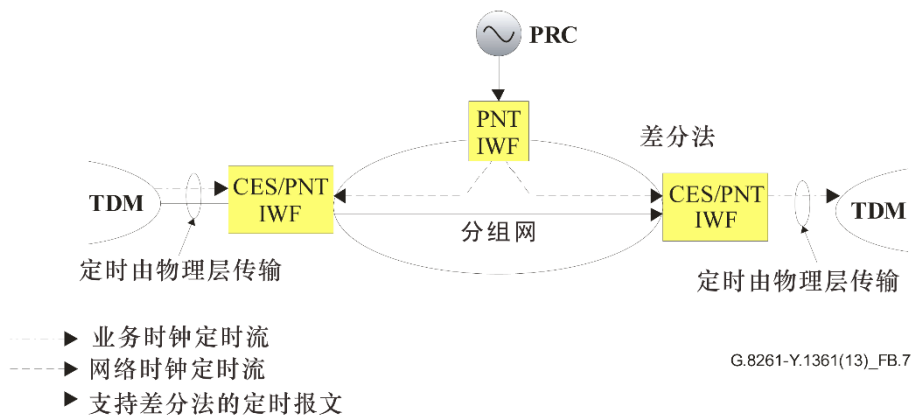 PRC
PNT
IWF
差分法
TDM
CES/PNT
IWF
分组网
CES/PNT
IWF
TDM
定时由物理层传输
定时由物理层传输
业务时钟定时流
网络时钟定时流
支持差分法的定时报文
G.8261-Y.1361(13)_FB.7